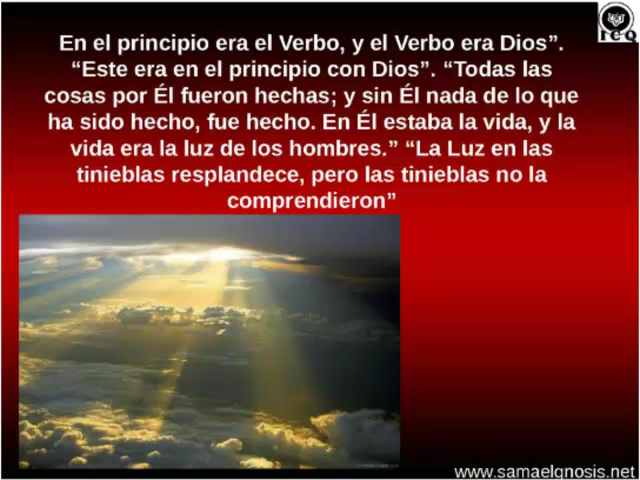 ICQ
En el principio era el Verbo, y el Verbo era Dios”.
“Este era en el principio con Dios”. “Todas las
cosas por Él fueron hechas; y sin Él nada de lo que
ha sido hecho, fue hecho. En Él estaba la vida, y la
vida era la luz de los hombres.” “La Luz en las
tinieblas resplandece, pero las tinieblas no la
comprendieron”
www.samaelgnosis.net